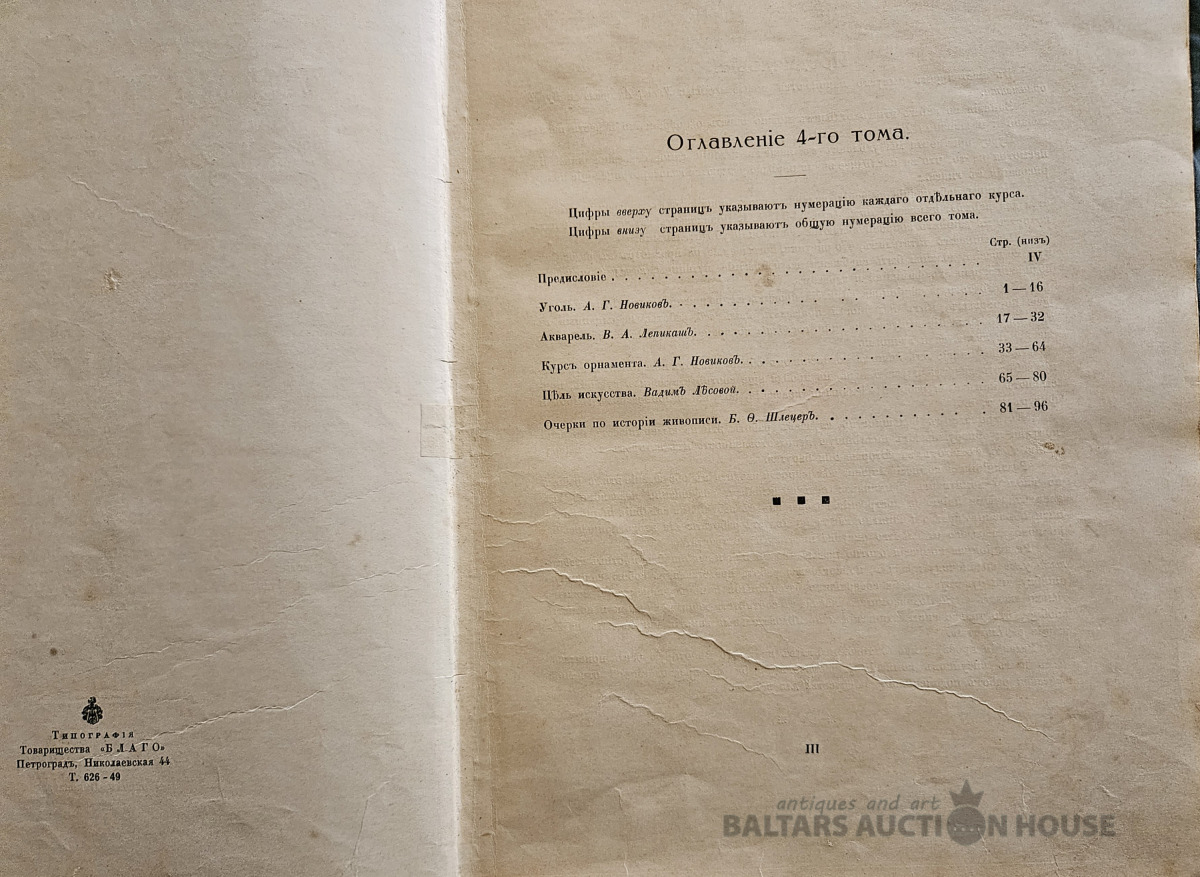 Типографія
Товарищества «БЛАГО»
Петроградъ, Николаевская 44
Т. 626 - 49
Оглавленіе 4-го тома.
Цифры вверху страницъ указываютъ нумерацію каждаго отдѣльнаго курса.
Цифры внизу страницъ указываютъ общую нумерацію всего тома.
Стр. (низъ)
Предисловіе . . . . . . . . . . . . . . . . . . . . . . . . . . IV
Уголь. А. Г. Новиковъ. . . . . . . . . . . . . . . . . . . . . 1 — 16
Акварель. В. А. Лепикашъ. . . . . . . . . . . . . . . . . . . . 17 — 32
Курсъ орнамента. А. Г. Новиковъ. . . . . . . . . . . . . . . . . 33 — 64
Цѣль искусства. Вадимъ Лѣсовой. . . . . . . . . . . . . . . . . 65 — 80
Очерки по исторіи живописи. Б. Ѳ. Шлецеръ. . . . . . . . . . . . 81 — 96
III
antiques and art
BALTARS AUCTION HOUSE